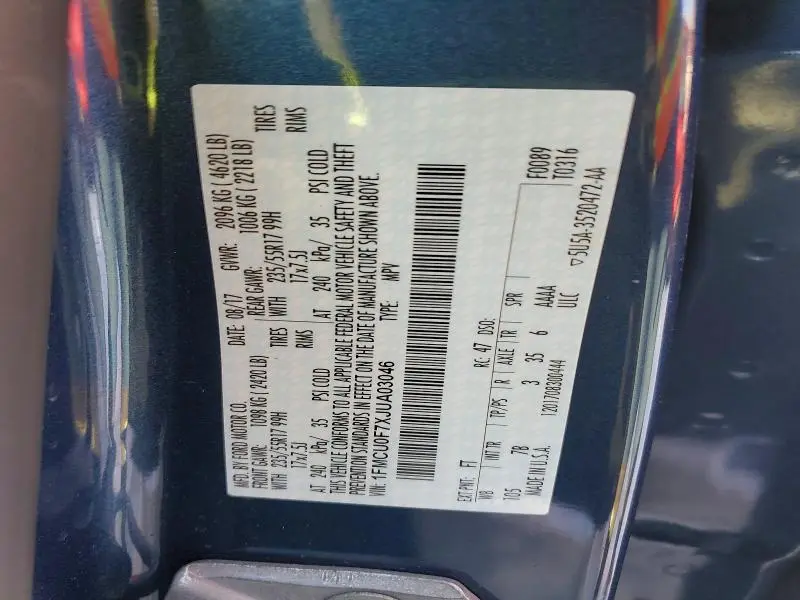 MFD. BY FORD MOTOR CO. DATE: 08/17 GVWR: 2096 KG ( 4620 LB)
FRONT GAWR: 1098 KG ( 2420 LB) REAR GAWR: 1006 KG ( 2218 LB)
235/55R17 99H TIRES WITH 235/55R17 99H TIRES
17x7.5J RIMS 17x7.5J RIMS
AT 240 kPa/ 35 PSI COLD AT 240 kPa/ 35 PSI COLD
THIS VEHICLE CONFORMS TO ALL APPLICABLE FEDERAL MOTOR VEHICLE SAFETY AND THEFT
PREVENTION STANDARDS IN EFFECT ON THE DATE OF MANUFACTURE SHOWN ABOVE.
VIN: 1FMCU0F7XJUA03046 TYPE: MPV
EXT PNT: FT RC: 47 DSO: F0089
WB INT TR TP/PS R AXLE TR SPR T0316
105 7B 3 35 6 AAAA
MADE IN U.S.A. 1201708300444 ULC
5U5A-3520472-AA